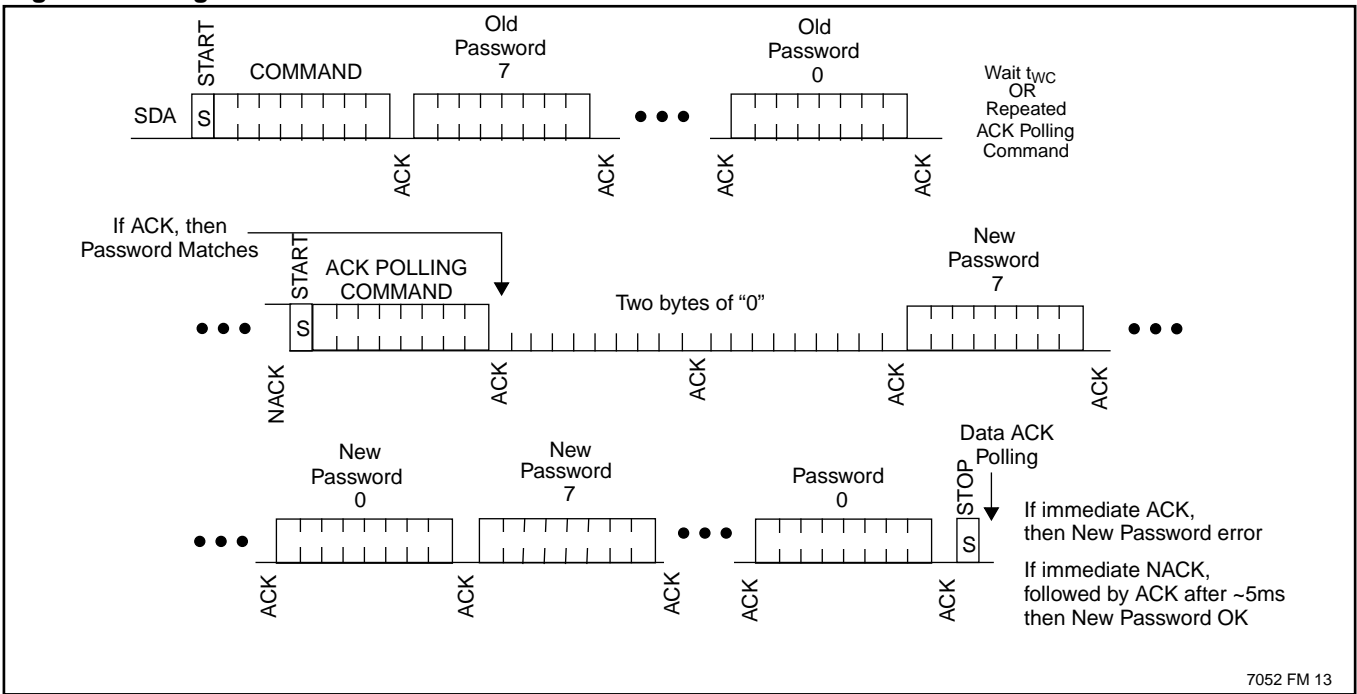 START
COMMAND
Old
Password
7
Old
Password
0
Wait tWC
OR
Repeated
ACK Polling
Command
SDA
S
ACK
ACK
ACK
If ACK, then
Password Matches
START
ACK POLLING
COMMAND
Two bytes of “0”
New
Password
7
S
NACK
ACK
ACK
ACK
ACK
New
Password
0
New
Password
7
Password
0
STOP
Data ACK
Polling
S
If immediate ACK,
then New Password error
If immediate NACK,
followed by ACK after ~5ms
then New Password OK
ACK
ACK
ACK
ACK
ACK
7052 FM 13